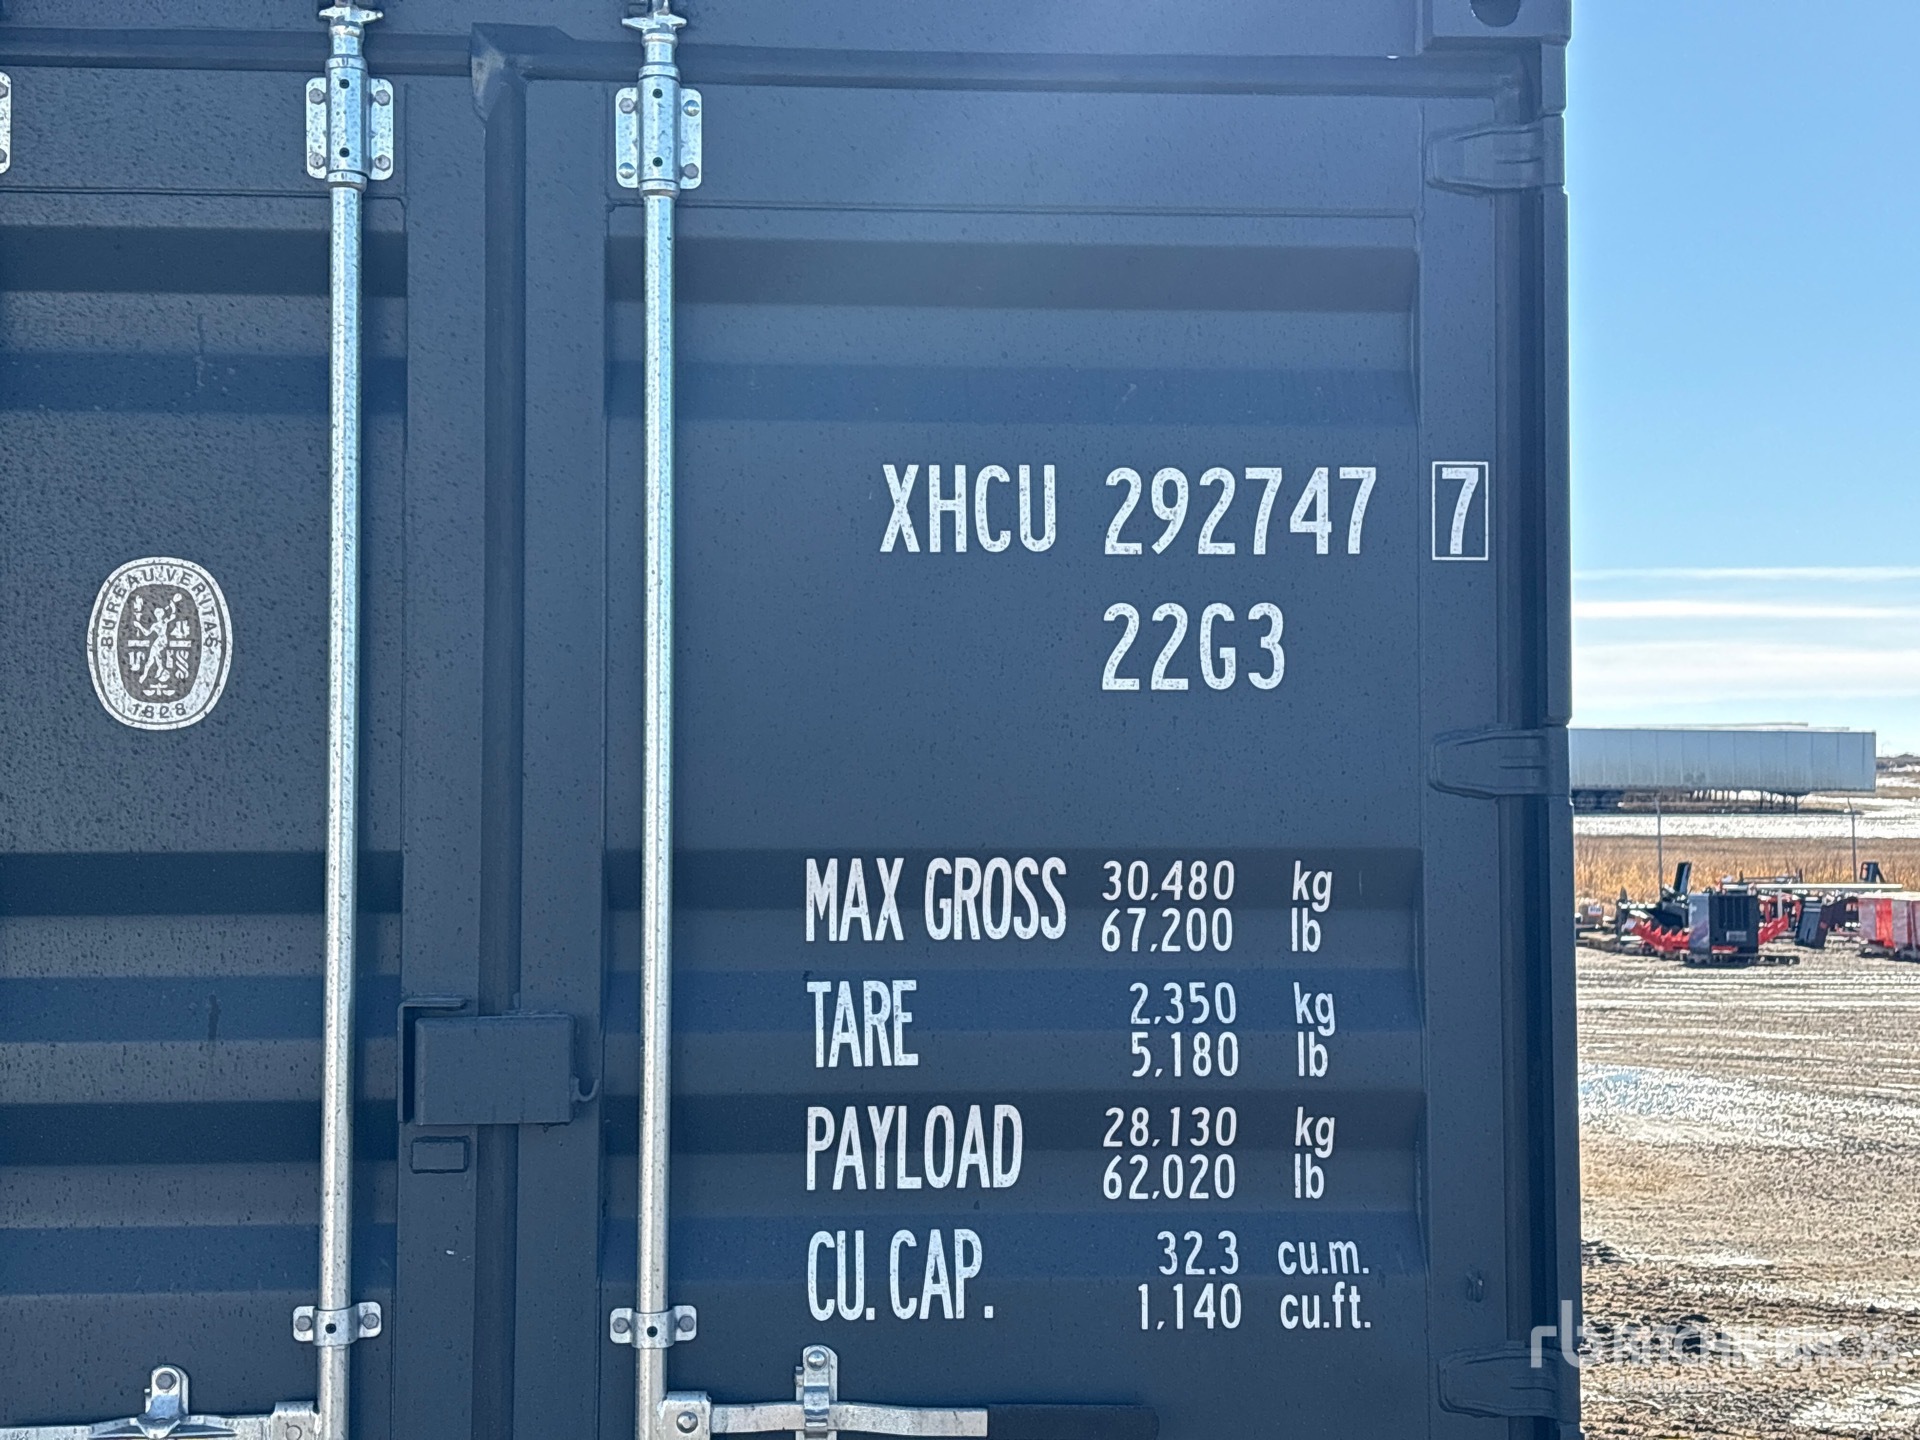 XHCU 292747 7
22G3
BUREAU VERITAS
1828
MAX GROSS 30,480 kg
67,200 lb
TARE 2,350 kg
5,180 lb
PAYLOAD 28,130 kg
62,020 lb
CU. CAP. 32.3 cu.m.
1,140 cu.ft.
rb